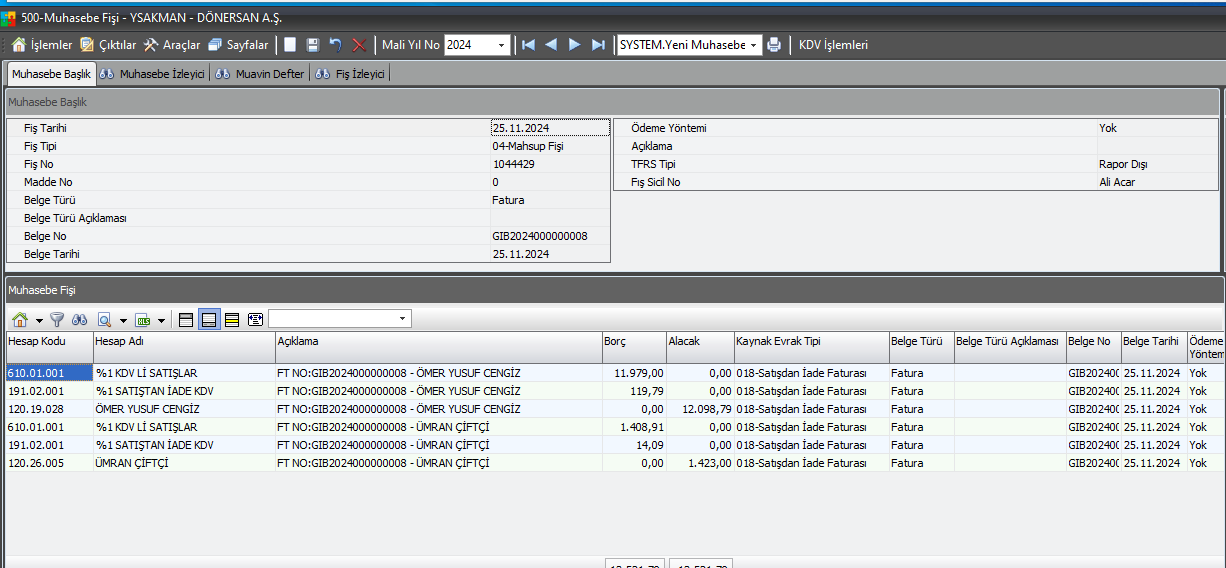 500-Muhasebe Fişi - YSAKMAN - DÖNERSAN A.Ş.
İşlemler Çıktılar Araçlar Sayfalar Mali Yıl No 2024 SYSTEM.Yeni Muhasebe KDV İşlemleri
Muhasebe Başlık Muhasebe İzleyici Muavin Defter Fiş İzleyici
Muhasebe Başlık
Fiş Tarihi 25.11.2024 Ödeme Yöntemi Yok
Fiş Tipi 04-Mahsup Fişi Açıklama
Fiş No 1044429 TFRS Tipi Rapor Dışı
Madde No 0 Fiş Sicil No Ali Acar
Belge Türü Fatura
Belge Türü Açıklaması
Belge No GIB2024000000008
Belge Tarihi 25.11.2024
Muhasebe Fişi
Hesap Kodu Hesap Adı Açıklama Borç Alacak Kaynak Evrak Tipi Belge Türü Belge Türü Açıklaması Belge No Belge Tarihi Ödeme Yöntem
610.01.001 %1 KDV Lİ SATIŞLAR FT NO:GIB2024000000008 - ÖMER YUSUF CENGİZ 11.979,00 0,00 018-Satışdan İade Faturası Fatura GIB202400 25.11.2024 Yok
191.02.001 %1 SATIŞTAN İADE KDV FT NO:GIB2024000000008 - ÖMER YUSUF CENGİZ 119,79 0,00 018-Satışdan İade Faturası Fatura GIB202400 25.11.2024 Yok
120.19.028 ÖMER YUSUF CENGİZ FT NO:GIB2024000000008 - ÖMER YUSUF CENGİZ 0,00 12.098,79 018-Satışdan İade Faturası Fatura GIB202400 25.11.2024 Yok
610.01.001 %1 KDV Lİ SATIŞLAR FT NO:GIB2024000000008 - ÜMRAN ÇİFTÇİ 1.408,91 0,00 018-Satışdan İade Faturası Fatura GIB202400 25.11.2024 Yok
191.02.001 %1 SATIŞTAN İADE KDV FT NO:GIB2024000000008 - ÜMRAN ÇİFTÇİ 14,09 0,00 018-Satışdan İade Faturası Fatura GIB202400 25.11.2024 Yok
120.26.005 ÜMRAN ÇİFTÇİ FT NO:GIB2024000000008 - ÜMRAN ÇİFTÇİ 0,00 1.423,00 018-Satışdan İade Faturası Fatura GIB202400 25.11.2024 Yok